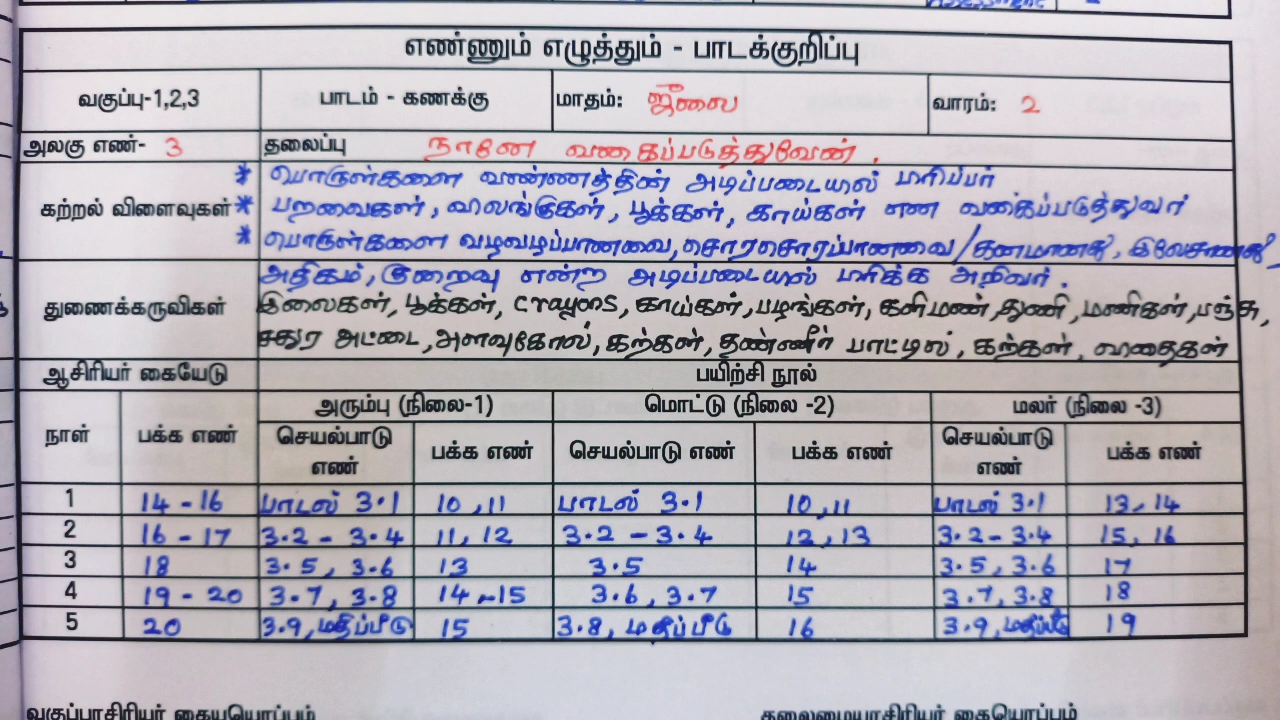 எண்ணும் எழுத்தும் - பாடக்குறிப்பு
வகுப்பு-1,2,3 பாடம் - கணக்கு மாதம்: ஜீலை வாரம்: 2
அலகு எண்- 3 தலைப்பு நானே வகைப்படுத்துவேன்.
* பொருள்களை வண்ணத்தின் அடிப்படையில் பிரிப்பர்
கற்றல் விளைவுகள் * பறவைகள், விலங்குகள், பூக்கள், காய்கள் என வகைப்படுத்துவர்
* பொருள்களை வழவழப்பானவை, சொரசொரப்பானவை/கனமானது, இலேசானது,
அதிகம், குறைவு என்ற அடிப்படையில் பிரிக்க அறிவர்.
துணைக்கருவிகள் இலைகள், பூக்கள், crayons, காய்கள், பழங்கள், களிமண், துணி, மணிகள், பஞ்சு,
சதுர அட்டை, அளவுகோல், கற்கள், தண்ணீர் பாட்டில், கற்கள், விதைகள்
ஆசிரியர் கையேடு பயிற்சி நூல்
அரும்பு (நிலை-1) மொட்டு (நிலை -2) மலர் (நிலை -3)
நாள் பக்க எண் செயல்பாடு எண் பக்க எண் செயல்பாடு எண் பக்க எண் செயல்பாடு எண் பக்க எண்
1 14 - 16 பாடல் 3.1 10, 11 பாடல் 3.1 10, 11 பாடல் 3.1 13, 14
2 16 - 17 3.2 - 3.4 11, 12 3.2 - 3.4 12, 13 3.2 - 3.4 15, 16
3 18 3.5, 3.6 13 3.5 14 3.5, 3.6 17
4 19 - 20 3.7, 3.8 14 - 15 3.6, 3.7 15 3.7, 3.8 18
5 20 3.9, மதிப்பீடு 15 3.8, மதிப்பீடு 16 3.9, மதிப்பீடு 19
வகுப்பாசிரியர் கையொப்பம் தலைமையாசிரியர் கையொப்பம்